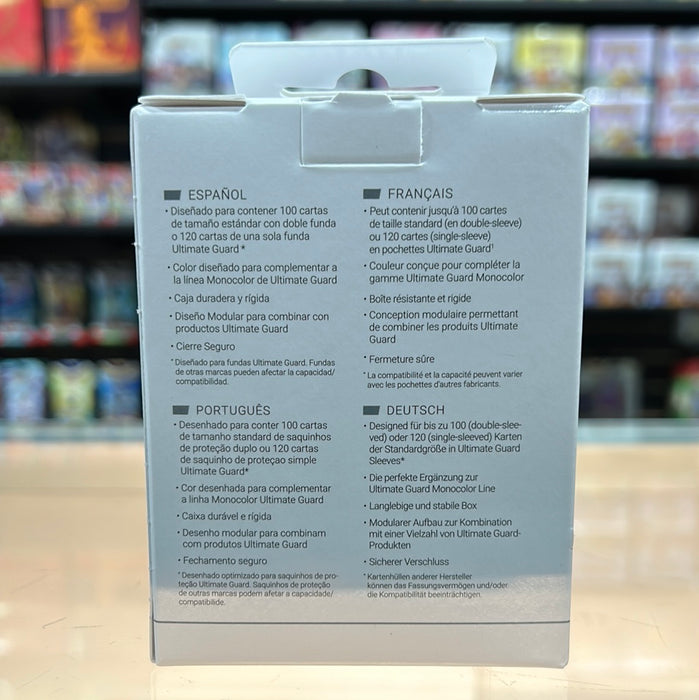 ESPAÑOL
• Diseñado para contener 100 cartas
de tamaño estándar con doble funda
o 120 cartas de una sola funda
Ultimate Guard*
• Color diseñado para complementar a
la línea Monocolor de Ultimate Guard
• Caja duradera y rígida
• Diseño Modular para combinar con
productos Ultimate Guard
• Cierre Seguro
*Diseñado para fundas Ultimate Guard. Fundas
de otras marcas pueden afectar la capacidad/
compatibilidad.
FRANÇAIS
• Peut contenir jusqu'à 100 cartes
de taille standard (en double-sleeve)
ou 120 cartes (single-sleeve)
en pochettes Ultimate Guard¹
• Couleur conçue pour compléter la
gamme Ultimate Guard Monocolor
• Boîte résistante et rigide
• Conception modulaire permettant
de combiner les produits Ultimate
Guard
• Fermeture sûre
*La compatibilité et la capacité peuvent varier
avec les pochettes d'autres fabricants.
PORTUGUÊS
• Desenhado para conter 100 cartas
de tamanho standard de saquinhos
de proteção duplo ou 120 cartas
de saquinho de proteçao simple
Ultimate Guard*
• Cor desenhada para complementar
a linha Monocolor Ultimate Guard
• Caixa durável e rígida
• Desenho modular para combinam
com produtos Ultimate Guard
• Fechamento seguro
*Desenhado optimizado para saquinhos de pro-
teção Ultimate Guard. Saquinhos de proteção
de outras marcas podem afetar a capacidade/
compatibilide.
DEUTSCH
• Designed für bis zu 100 (double-slee-
ved) oder 120 (single-sleeved) Karten
der Standardgröße in Ultimate Guard
Sleeves*
• Die perfekte Ergänzung zur
Ultimate Guard Monocolor Line
• Langlebige und stabile Box
• Modularer Aufbau zur Kombination
mit einer Vielzahl von Ultimate Guard-
Produkten
• Sicherer Verschluss
*Kartenhüllen anderer Hersteller
können das Fassungsvermögen und/oder
die Kompatibilität beeinträchtigen.